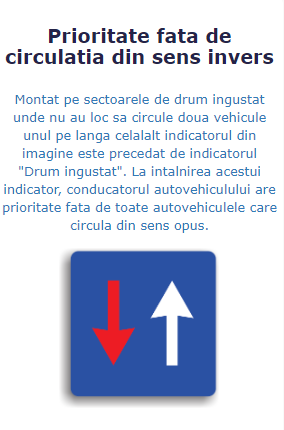 Prioritate fata de
circulatia din sens invers
Montat pe sectoarele de drum ingustat
unde nu au loc sa circule doua vehicule
unul pe langa celalalt indicatorul din
imagine este precedat de indicatorul
"Drum ingustat". La intalnirea acestui
indicator, conducatorul autovehiculului are
prioritate fata de toate autovehiculele care
circula din sens opus.